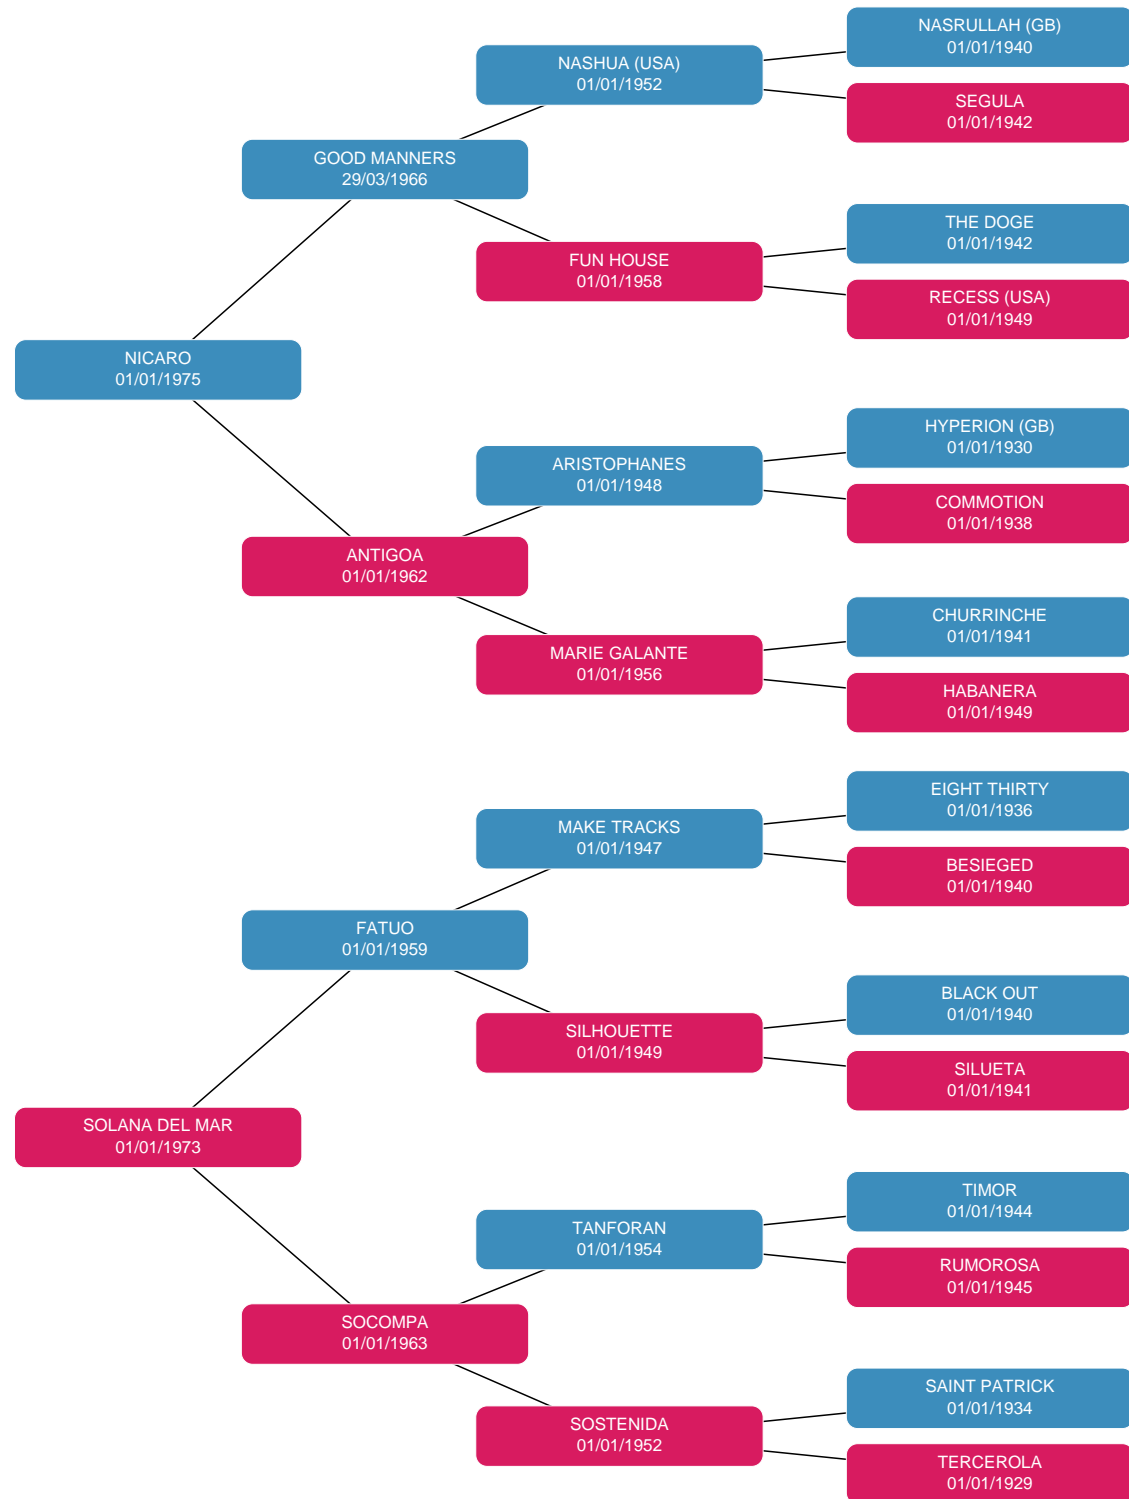 NASRULLAH (GB)
01/01/1940
NASHUA (USA)
01/01/1952
SEGULA
01/01/1942
GOOD MANNERS
29/03/1966
THE DOGE
01/01/1942
FUN HOUSE
01/01/1958
RECESS (USA)
01/01/1949
NICARO
01/01/1975
HYPERION (GB)
01/01/1930
ARISTOPHANES
01/01/1948
COMMOTION
01/01/1938
ANTIGOA
01/01/1962
CHURRINCHE
01/01/1941
MARIE GALANTE
01/01/1956
HABANERA
01/01/1949
EIGHT THIRTY
01/01/1936
MAKE TRACKS
01/01/1947
BESIEGED
01/01/1940
FATUO
01/01/1959
BLACK OUT
01/01/1940
SILHOUETTE
01/01/1949
SILUETA
01/01/1941
SOLANA DEL MAR
01/01/1973
TIMOR
01/01/1944
TANFORAN
01/01/1954
RUMOROSA
01/01/1945
SOCOMPA
01/01/1963
SAINT PATRICK
01/01/1934
SOSTENIDA
01/01/1952
TERCEROLA
01/01/1929